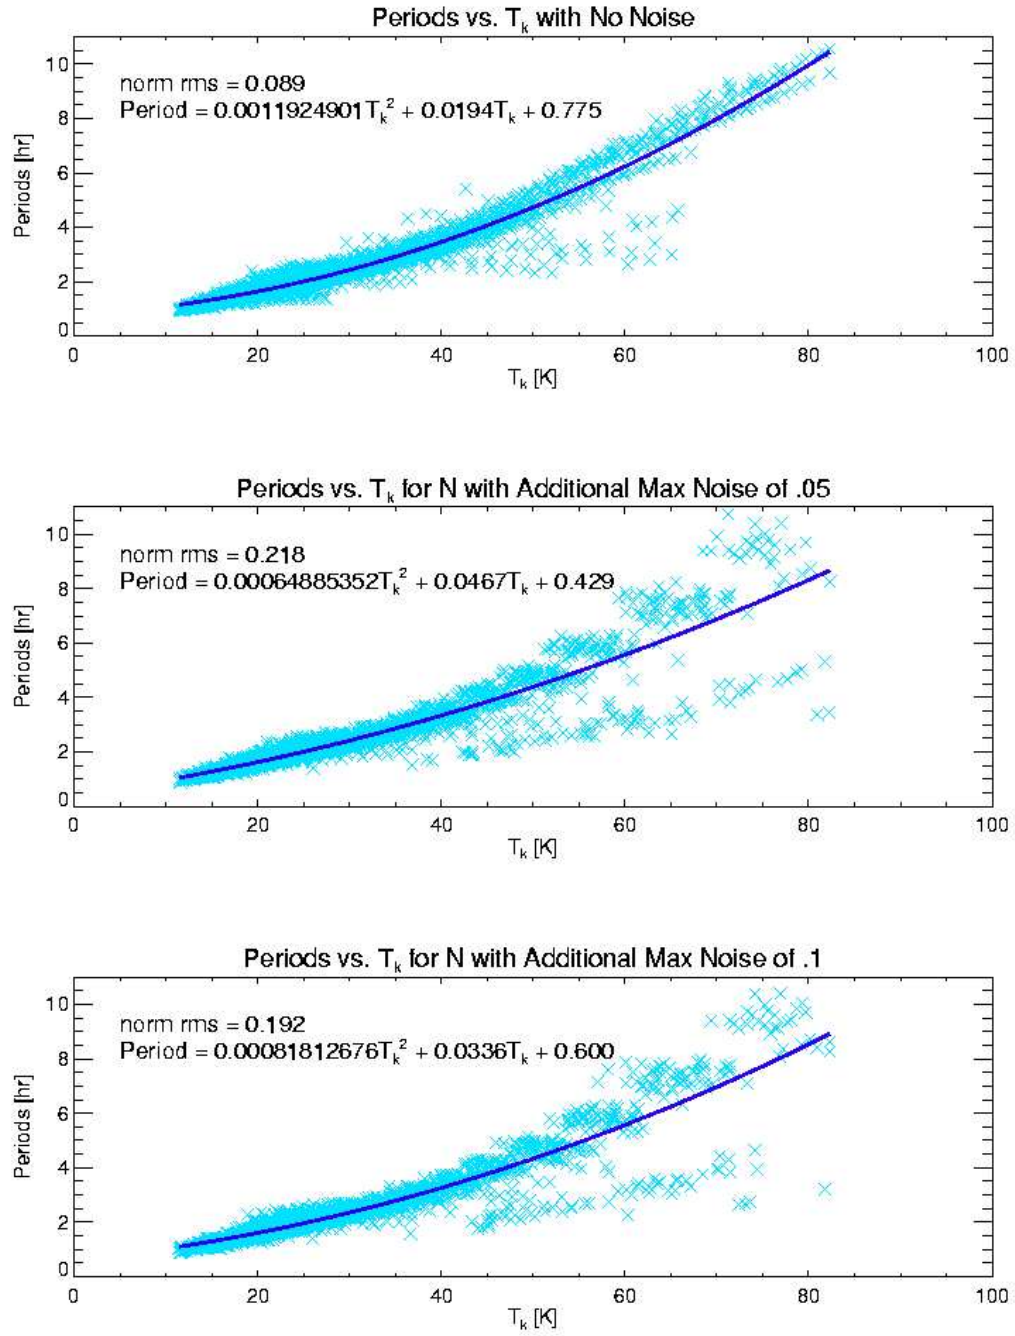 Periods vs. Tk with No Noise
norm rms = 0.089
Period = 0.0011924901Tk² + 0.0194Tk + 0.775
Periods [hr]
10
8
6
4
2
0
0 20 40 60 80 100
Tk [K]
Periods vs. Tk for N with Additional Max Noise of .05
norm rms = 0.218
Period = 0.00064885352Tk² + 0.0467Tk + 0.429
Periods [hr]
10
8
6
4
2
0
0 20 40 60 80 100
Tk [K]
Periods vs. Tk for N with Additional Max Noise of .1
norm rms = 0.192
Period = 0.00081812676Tk² + 0.0336Tk + 0.600
Periods [hr]
10
8
6
4
2
0
0 20 40 60 80 100
Tk [K]